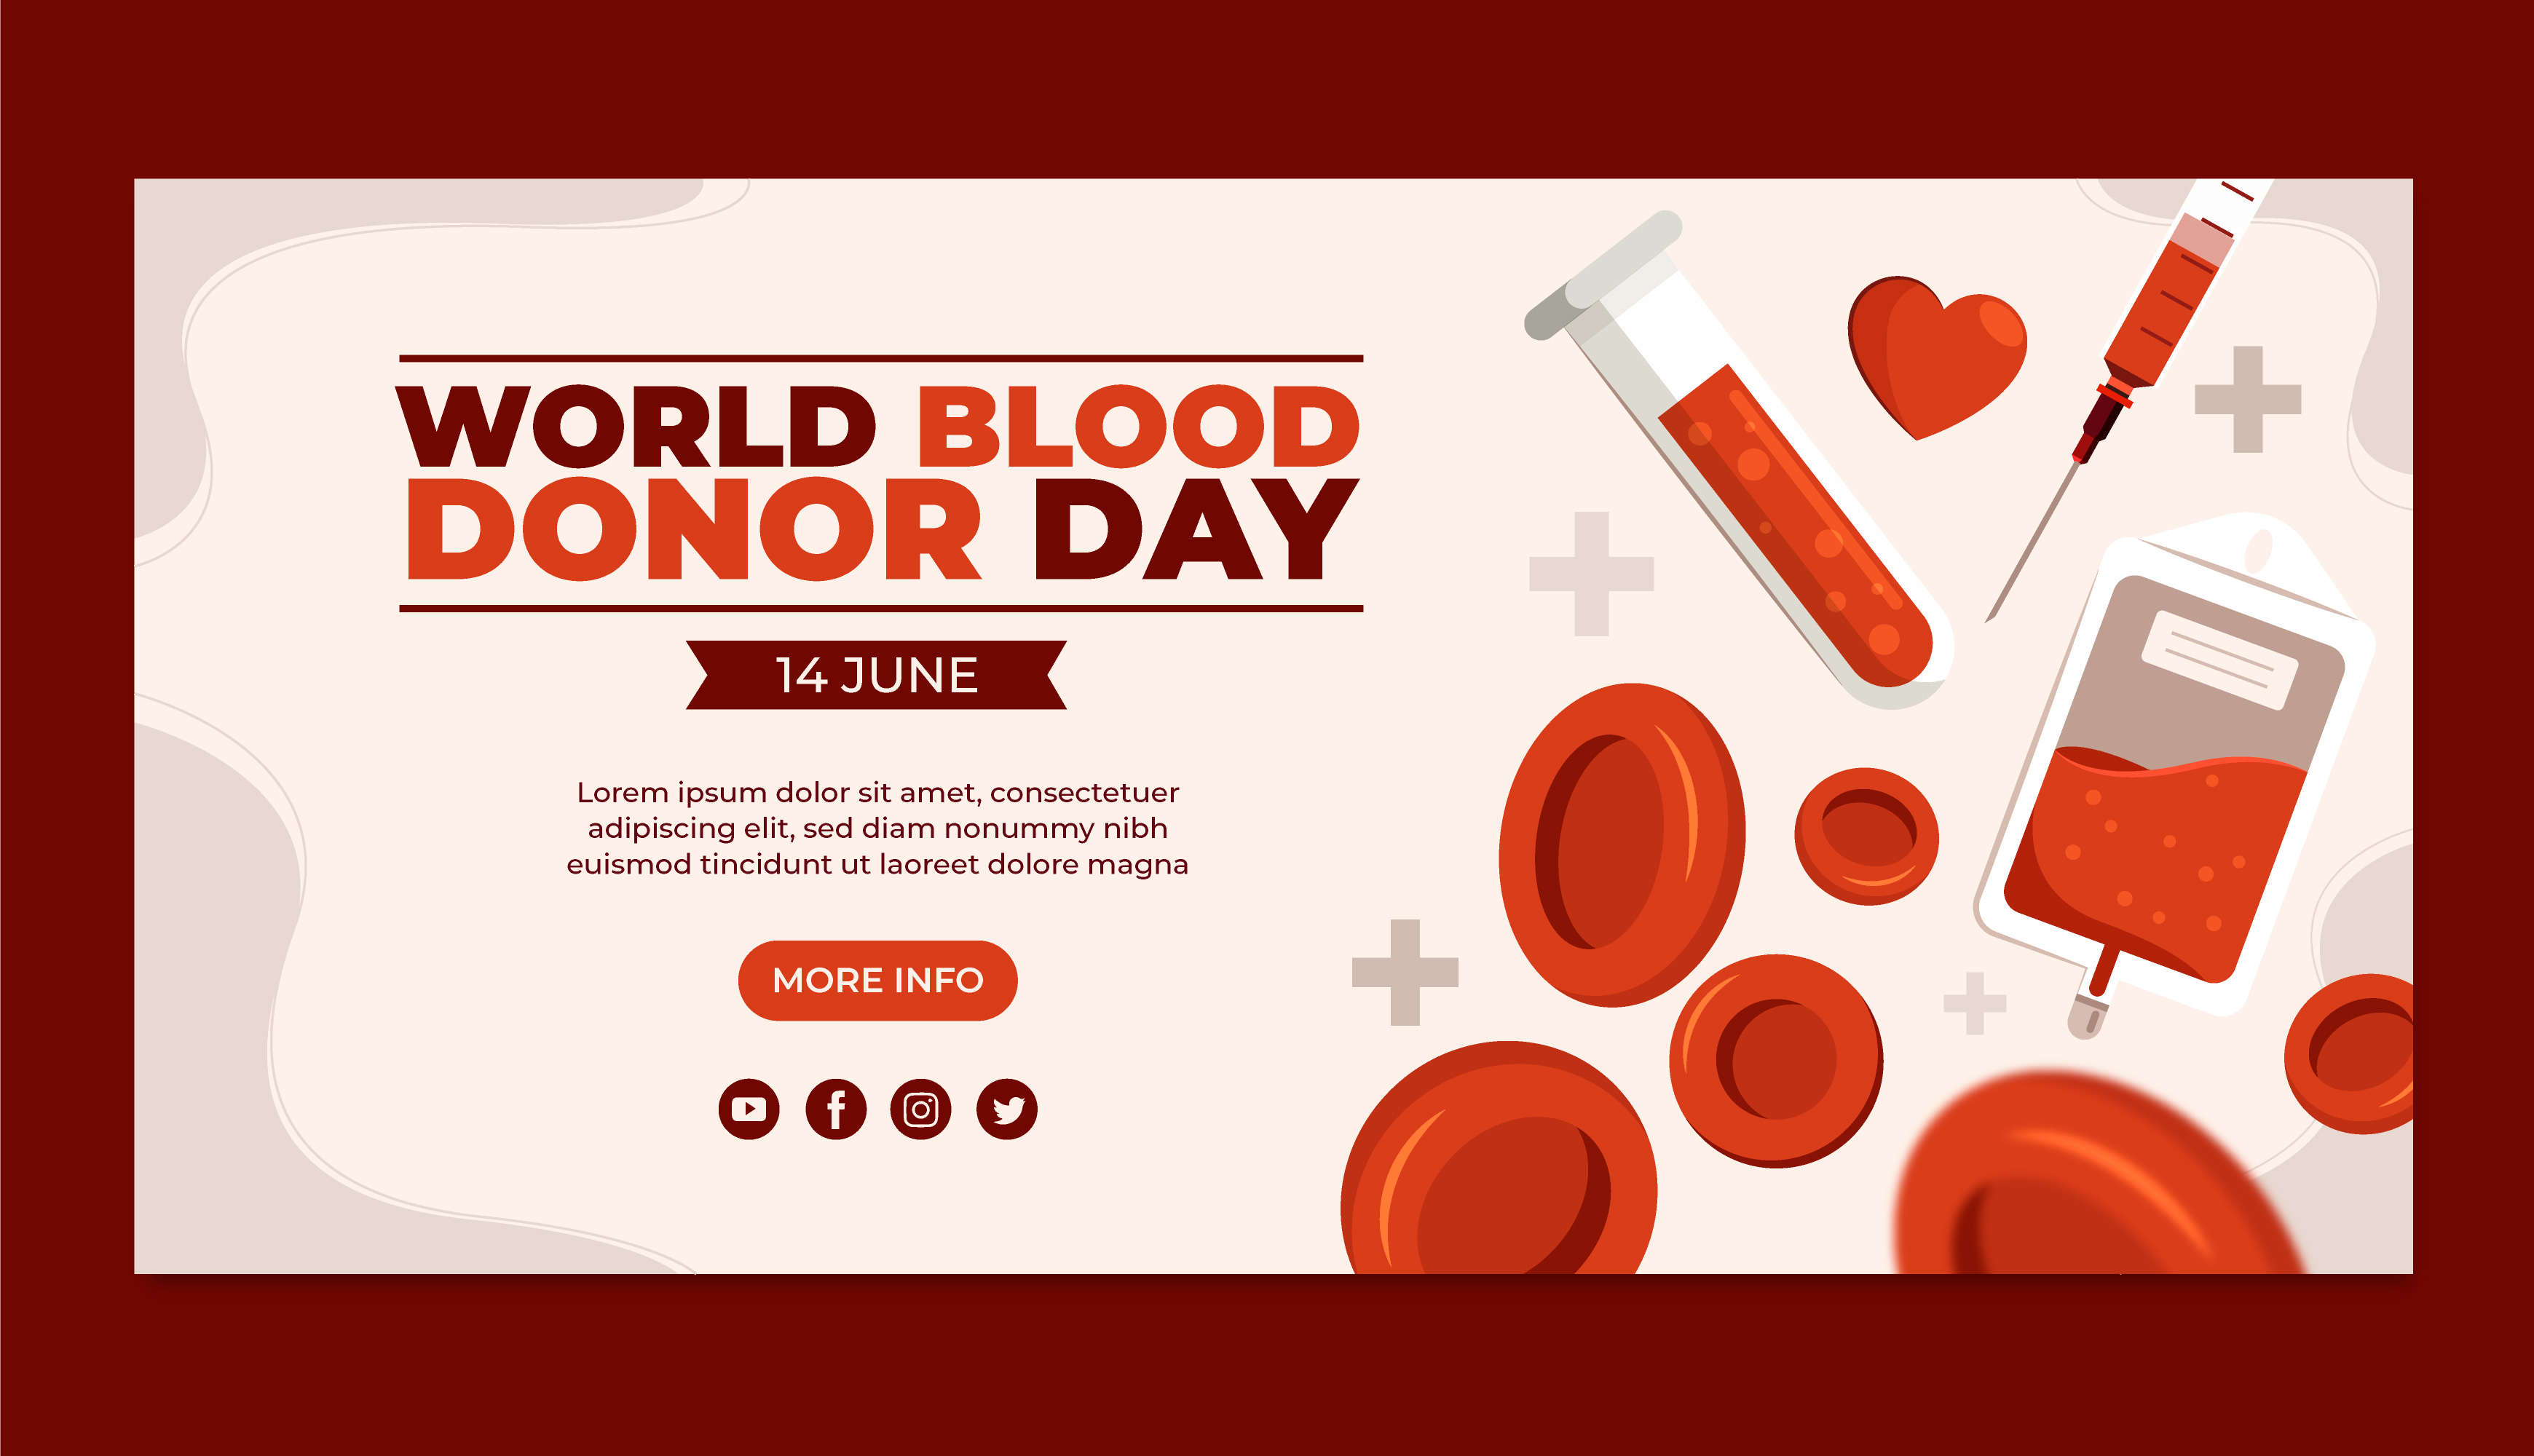 WORLD BLOOD
DONOR DAY
14 JUNE
Lorem ipsum dolor sit amet, consectetuer
adipiscing elit, sed diam nonummy nibh
euismod tincidunt ut laoreet dolore magna
MORE INFO